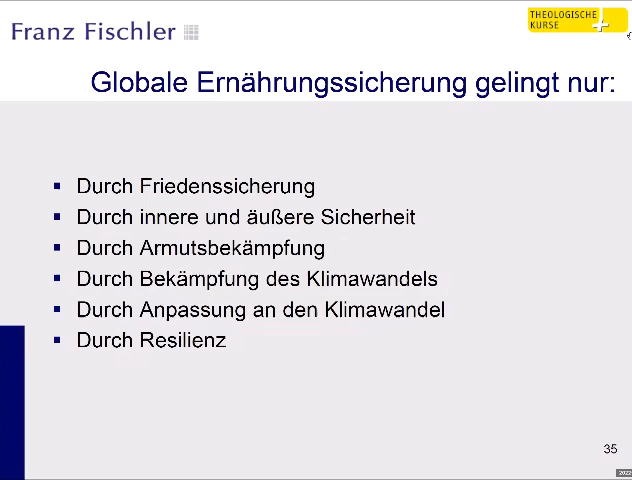 THEOLOGISCHE
KURSE
Franz Fischler
Globale Ernährungssicherung gelingt nur:
Durch Friedenssicherung
Durch innere und äußere Sicherheit
Durch Armutsbekämpfung
Durch Bekämpfung des Klimawandels
Durch Anpassung an den Klimawandel
Durch Resilienz
35
2022